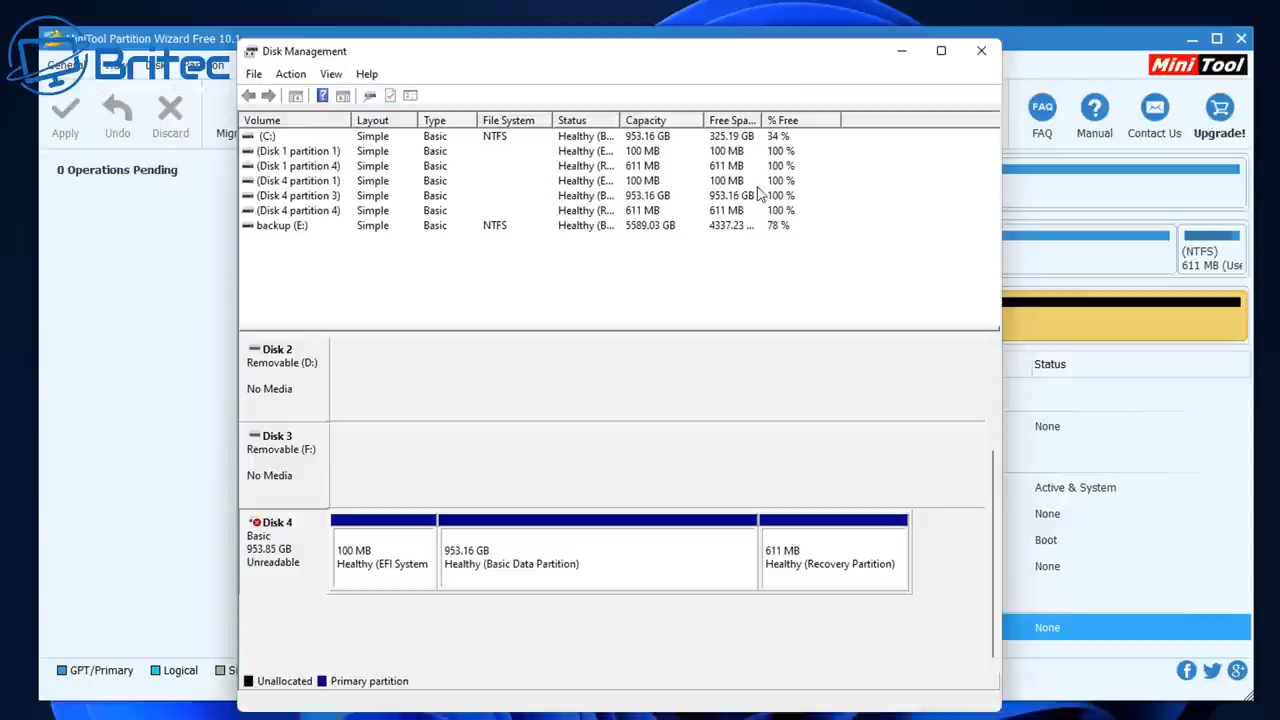 MiniTool Partition Wizard Free 10.1
Britec
MiniTool
Apply
Undo
Discard
FAQ
FAQ
Manual
Contact Us
Upgrade!
0 Operations Pending
Disk Management
File Action View Help
Volume Layout Type File System Status Capacity Free Spa... % Free
(C:) Simple Basic NTFS Healthy (B... 953.16 GB 325.19 GB 34 %
(Disk 1 partition 1) Simple Basic Healthy (E... 100 MB 100 MB 100 %
(Disk 1 partition 4) Simple Basic Healthy (R... 611 MB 611 MB 100 %
(Disk 4 partition 1) Simple Basic Healthy (E... 100 MB 100 MB 100 %
(Disk 4 partition 3) Simple Basic Healthy (B... 953.16 GB 953.16 GB 100 %
(Disk 4 partition 4) Simple Basic Healthy (R... 611 MB 611 MB 100 %
backup (E:) Simple Basic NTFS Healthy (B... 5589.03 GB 4337.23 ... 78 %
(NTFS)
611 MB (Use
Disk 2
Removable (D:)
No Media
Disk 3
Removable (F:)
No Media
Disk 4
Basic
953.85 GB
Unreadable
100 MB
Healthy (EFI System
953.16 GB
Healthy (Basic Data Partition)
611 MB
Healthy (Recovery Partition)
Unallocated Primary partition
Status
None
Active & System
None
Boot
None
None
GPT/Primary Logical